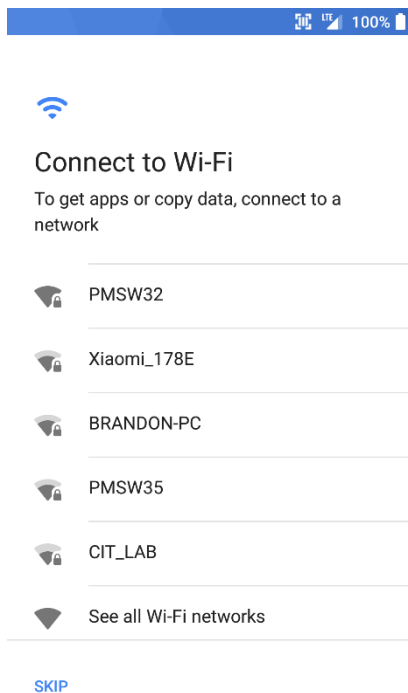 LTE 100%
Connect to Wi-Fi
To get apps or copy data, connect to a
network
PMSW32
Xiaomi_178E
BRANDON-PC
PMSW35
CIT_LAB
See all Wi-Fi networks
SKIP